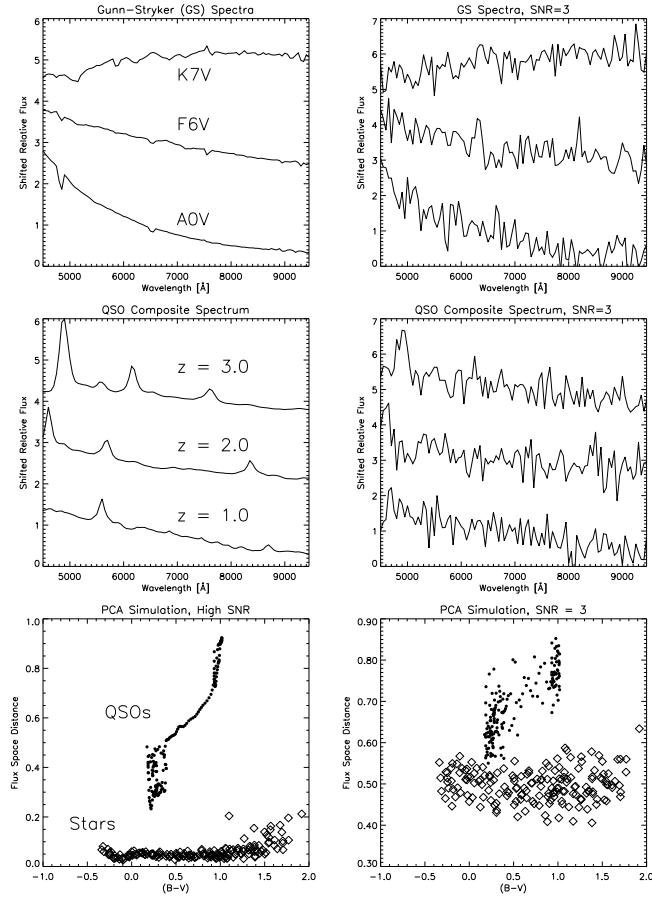 Gunn-Stryker (GS) Spectra
6
5
4
3
2
1
0
Shifted Relative Flux
K7V
F6V
A0V
5000 6000 7000 8000 9000
Wavelength [Å]
GS Spectra, SNR=3
7
6
5
4
3
2
1
0
Shifted Relative Flux
5000 6000 7000 8000 9000
Wavelength [Å]
QSO Composite Spectrum
6
5
4
3
2
1
0
Shifted Relative Flux
z = 3.0
z = 2.0
z = 1.0
5000 6000 7000 8000 9000
Wavelength [Å]
QSO Composite Spectrum, SNR=3
7
6
5
4
3
2
1
0
Shifted Relative Flux
5000 6000 7000 8000 9000
Wavelength [Å]
PCA Simulation, High SNR
1.0
0.8
0.6
0.4
0.2
0.0
Flux Space Distance
QSOs
Stars
-1.0 -0.5 0.0 0.5 1.0 1.5 2.0
(B-V)
PCA Simulation, SNR = 3
0.90
0.80
0.70
0.60
0.50
0.40
0.30
Flux Space Distance
-1.0 -0.5 0.0 0.5 1.0 1.5 2.0
(B-V)